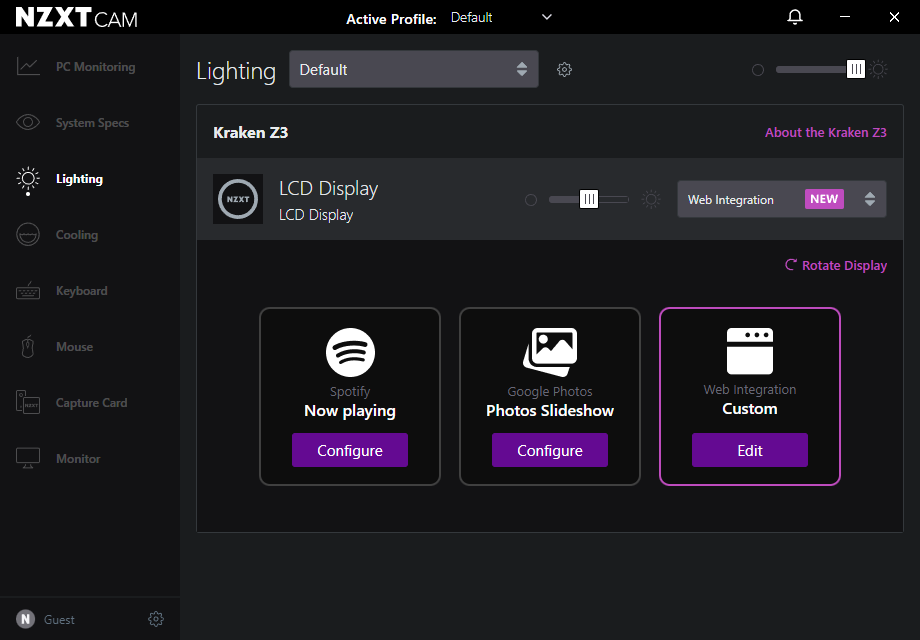 NZXT CAM
Active Profile: Default
PC Monitoring
System Specs
Lighting
Cooling
Keyboard
Mouse
Capture Card
Monitor
N Guest
Lighting Default
Kraken Z3 About the Kraken Z3
NZXT
LCD Display
LCD Display
Web Integration NEW
Rotate Display
Spotify
Now playing
Configure
Google Photos
Photos Slideshow
Configure
Web Integration
Custom
Edit